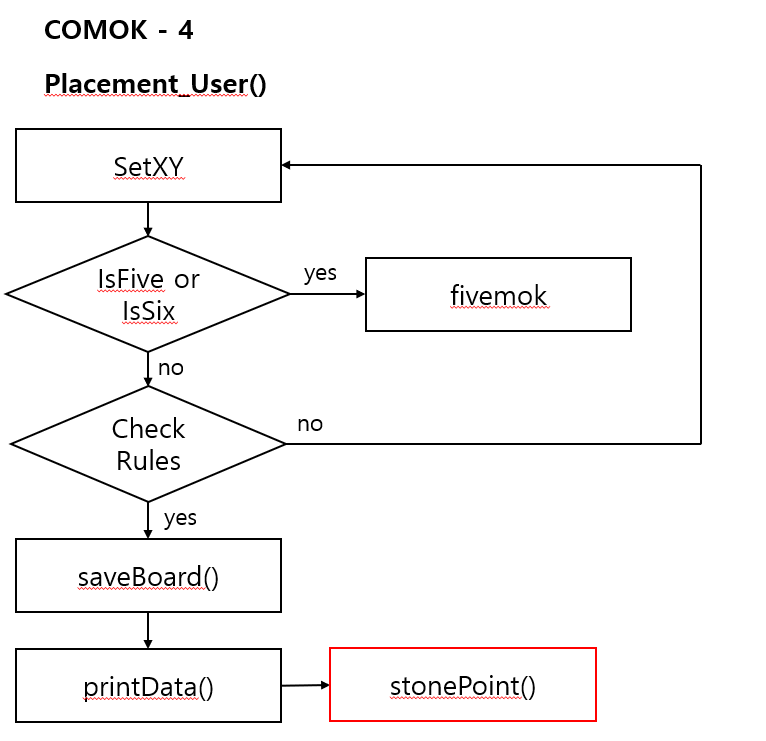 COMOK - 4
Placement_User()
SetXY
IsFive or
IsSix
yes
fivemok
no
Check
Rules
no
yes
saveBoard()
printData()
stonePoint()